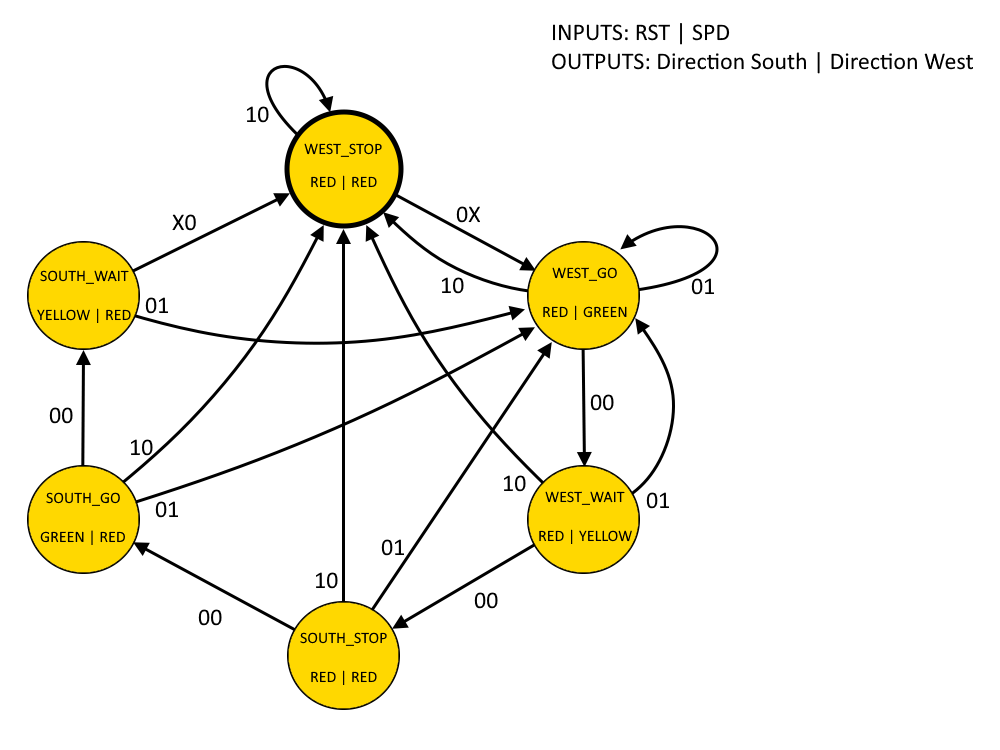 INPUTS: RST | SPD
OUTPUTS: Direction South | Direction West
10
WEST_STOP
RED | RED
X0
0X
SOUTH_WAIT
YELLOW | RED
01
WEST_GO
RED | GREEN
10
01
00
00
10
SOUTH_GO
GREEN | RED
01
10
WEST_WAIT
RED | YELLOW
01
01
10
00
00
SOUTH_STOP
RED | RED